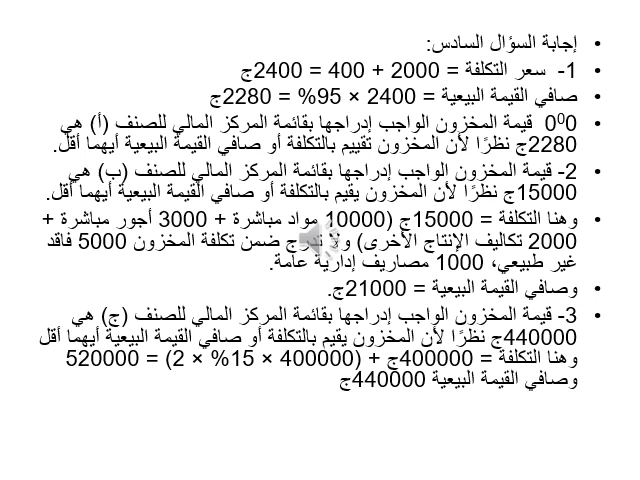 • إجابة السؤال السادس:
• 1- سعر التكلفة = 2000 + 400 = 2400ج
• صافي القيمة البيعية = 2400 × 95% = 2280ج
• 000 قيمة المخزون الواجب إدراجها بقائمة المركز المالي للصنف (أ) هي
2280ج نظرًا لأن المخزون تقييم بالتكلفة أو صافي القيمة البيعية أيهما أقل.
• 2- قيمة المخزون الواجب إدراجها بقائمة المركز المالي للصنف (ب) هي
15000ج نظرًا لأن المخزون يقيم بالتكلفة أو صافي القيمة البيعية أيهما أقل.
• وهنا التكلفة = 15000ج (10000 مواد مباشرة + 3000 أجور مباشرة +
2000 تكاليف الإنتاج الأخرى) ولا تدرج ضمن تكلفة المخزون 5000 فاقد
غير طبيعي، 1000 مصاريف إدارية عامة.
• وصافي القيمة البيعية = 21000ج.
• 3- قيمة المخزون الواجب إدراجها بقائمة المركز المالي للصنف (ج) هي
440000ج نظرًا لأن المخزون يقيم بالتكلفة أو صافي القيمة البيعية أيهما أقل
وهنا التكلفة = 400000ج + (400000 × 15% × 2) = 520000
وصافي القيمة البيعية 440000ج